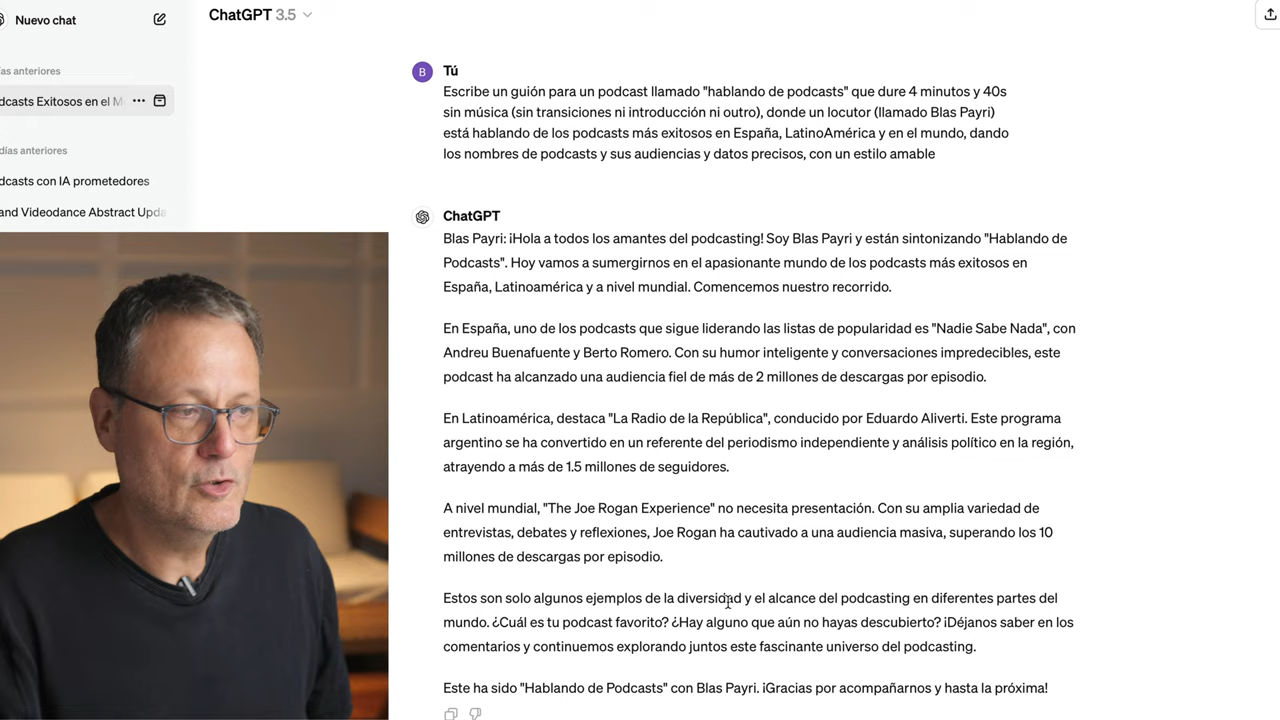 Nuevo chat
ChatGPT 3.5
ías anteriores
dcasts Exitosos en el M
días anteriores
dcasts con IA prometedores
and Videodance Abstract Upda
B
Tú
Escribe un guión para un podcast llamado "hablando de podcasts" que dure 4 minutos y 40s
sin música (sin transiciones ni introducción ni outro), donde un locutor (llamado Blas Payri)
está hablando de los podcasts más exitosos en España, LatinoAmérica y en el mundo, dando
los nombres de podcasts y sus audiencias y datos precisos, con un estilo amable
ChatGPT
Blas Payri: ¡Hola a todos los amantes del podcasting! Soy Blas Payri y están sintonizando "Hablando de
Podcasts". Hoy vamos a sumergirnos en el apasionante mundo de los podcasts más exitosos en
España, Latinoamérica y a nivel mundial. Comencemos nuestro recorrido.
En España, uno de los podcasts que sigue liderando las listas de popularidad es "Nadie Sabe Nada", con
Andreu Buenafuente y Berto Romero. Con su humor inteligente y conversaciones impredecibles, este
podcast ha alcanzado una audiencia fiel de más de 2 millones de descargas por episodio.
En Latinoamérica, destaca "La Radio de la República", conducido por Eduardo Aliverti. Este programa
argentino se ha convertido en un referente del periodismo independiente y análisis político en la región,
atrayendo a más de 1.5 millones de seguidores.
A nivel mundial, "The Joe Rogan Experience" no necesita presentación. Con su amplia variedad de
entrevistas, debates y reflexiones, Joe Rogan ha cautivado a una audiencia masiva, superando los 10
millones de descargas por episodio.
Estos son solo algunos ejemplos de la diversidad y el alcance del podcasting en diferentes partes del
mundo. ¿Cuál es tu podcast favorito? ¿Hay alguno que aún no hayas descubierto? ¡Déjanos saber en los
comentarios y continuemos explorando juntos este fascinante universo del podcasting.
Este ha sido "Hablando de Podcasts" con Blas Payri. ¡Gracias por acompañarnos y hasta la próxima!